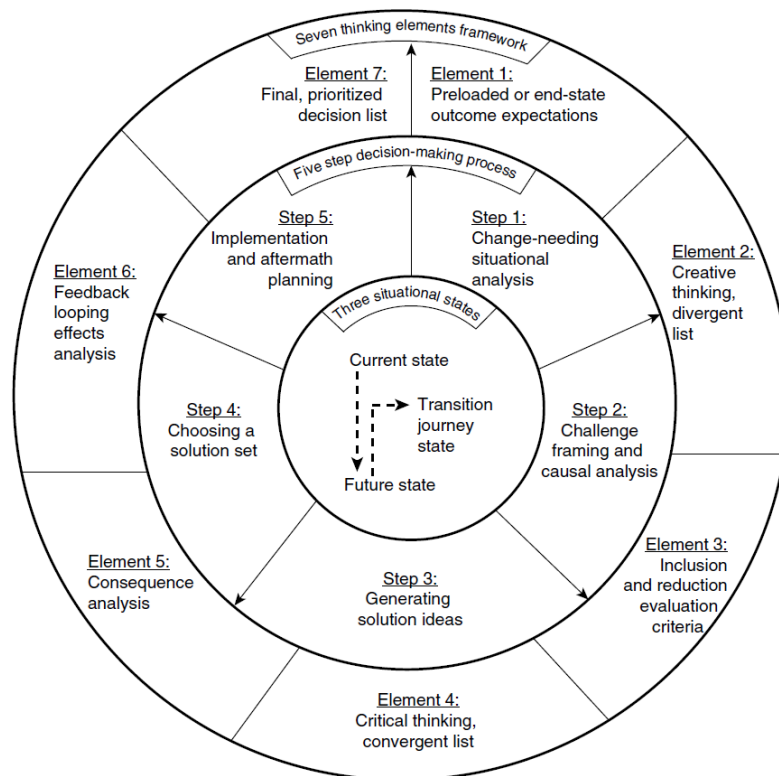 Seven thinking elements framework
Element 7:
Final, prioritized
decision list
Element 1:
Preloaded or end-state
outcome expectations
Five step decision-making process
Step 5:
Implementation
and aftermath
planning
Step 1:
Change-needing
situational
analysis
Element 6:
Feedback
looping
effects
analysis
Element 2:
Creative
thinking,
divergent
list
Three situational states
Current state
Transition
journey
state
Future state
Step 4:
Choosing a
solution set
Step 2:
Challenge
framing and
causal analysis
Element 5:
Consequence
analysis
Step 3:
Generating
solution ideas
Element 3:
Inclusion
and reduction
evaluation
criteria
Element 4:
Critical thinking,
convergent list